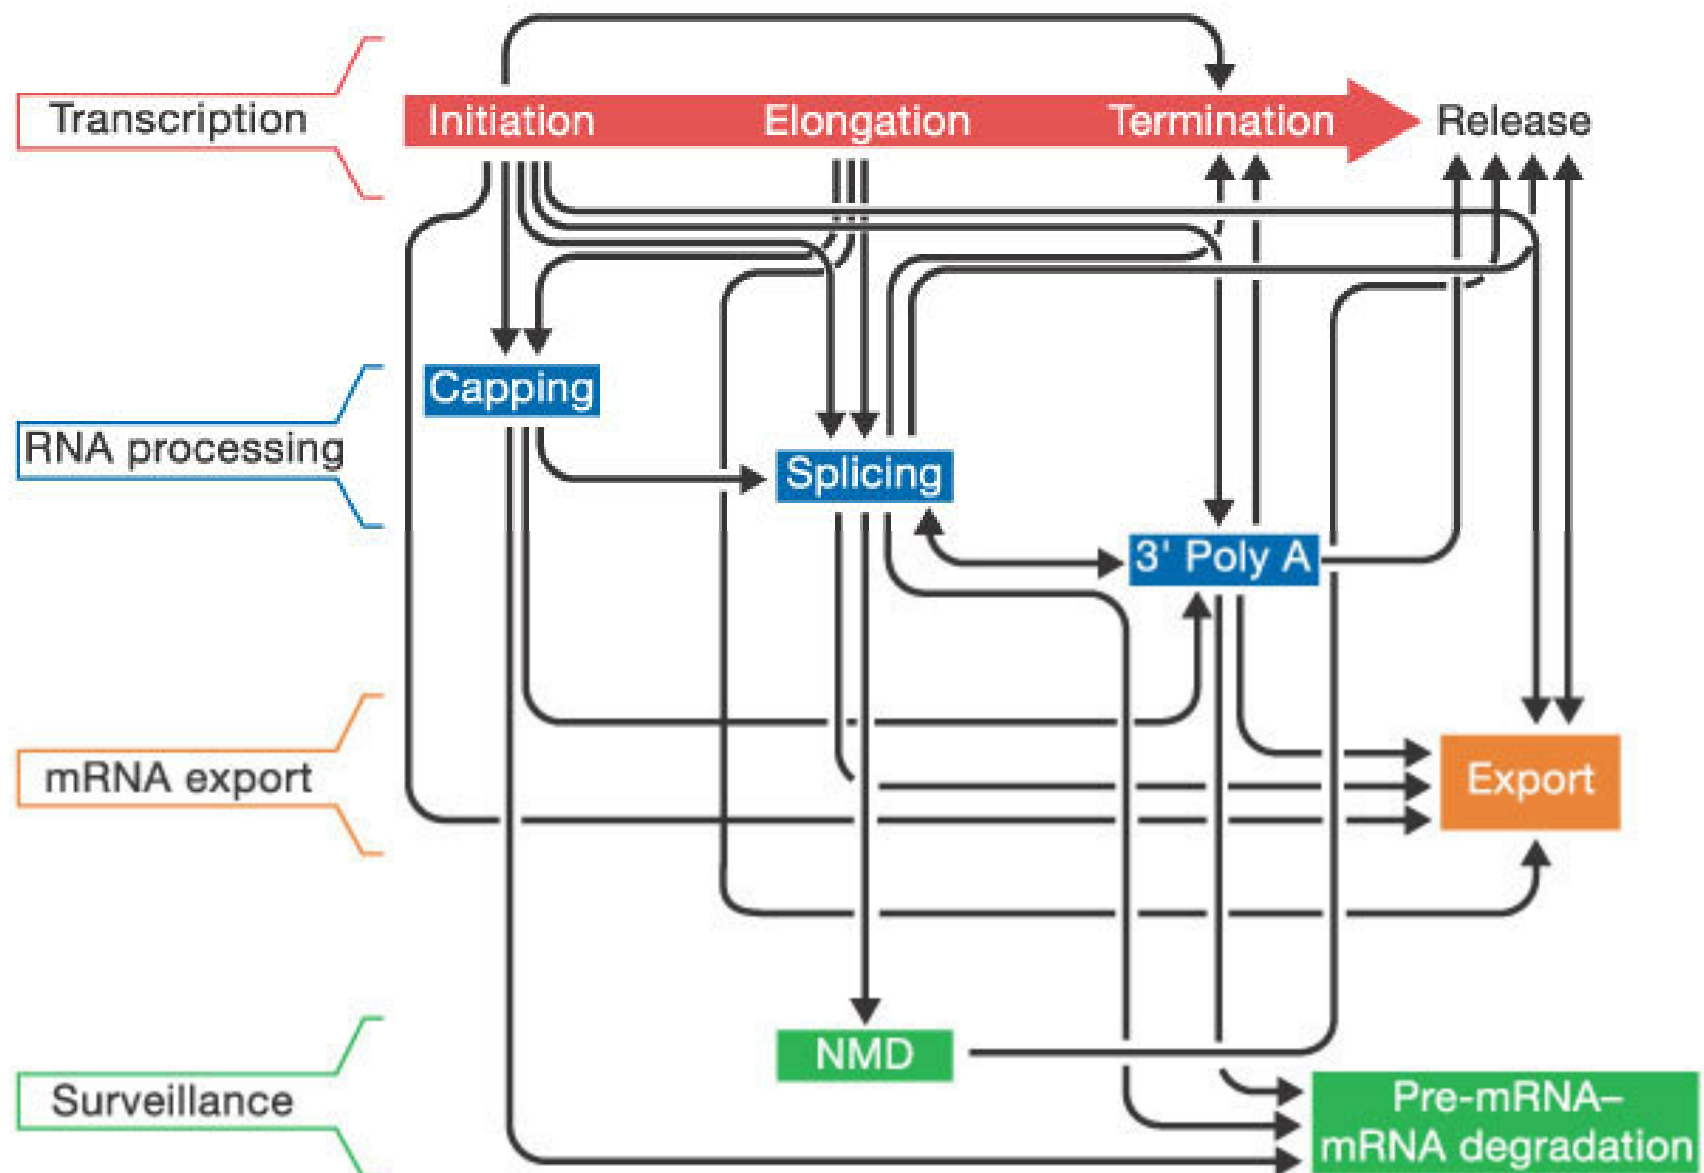 Transcription
Initiation
Elongation
Termination
Release
Capping
RNA processing
Splicing
3' Poly A
mRNA export
Export
NMD
Surveillance
Pre-mRNA–
mRNA degradation